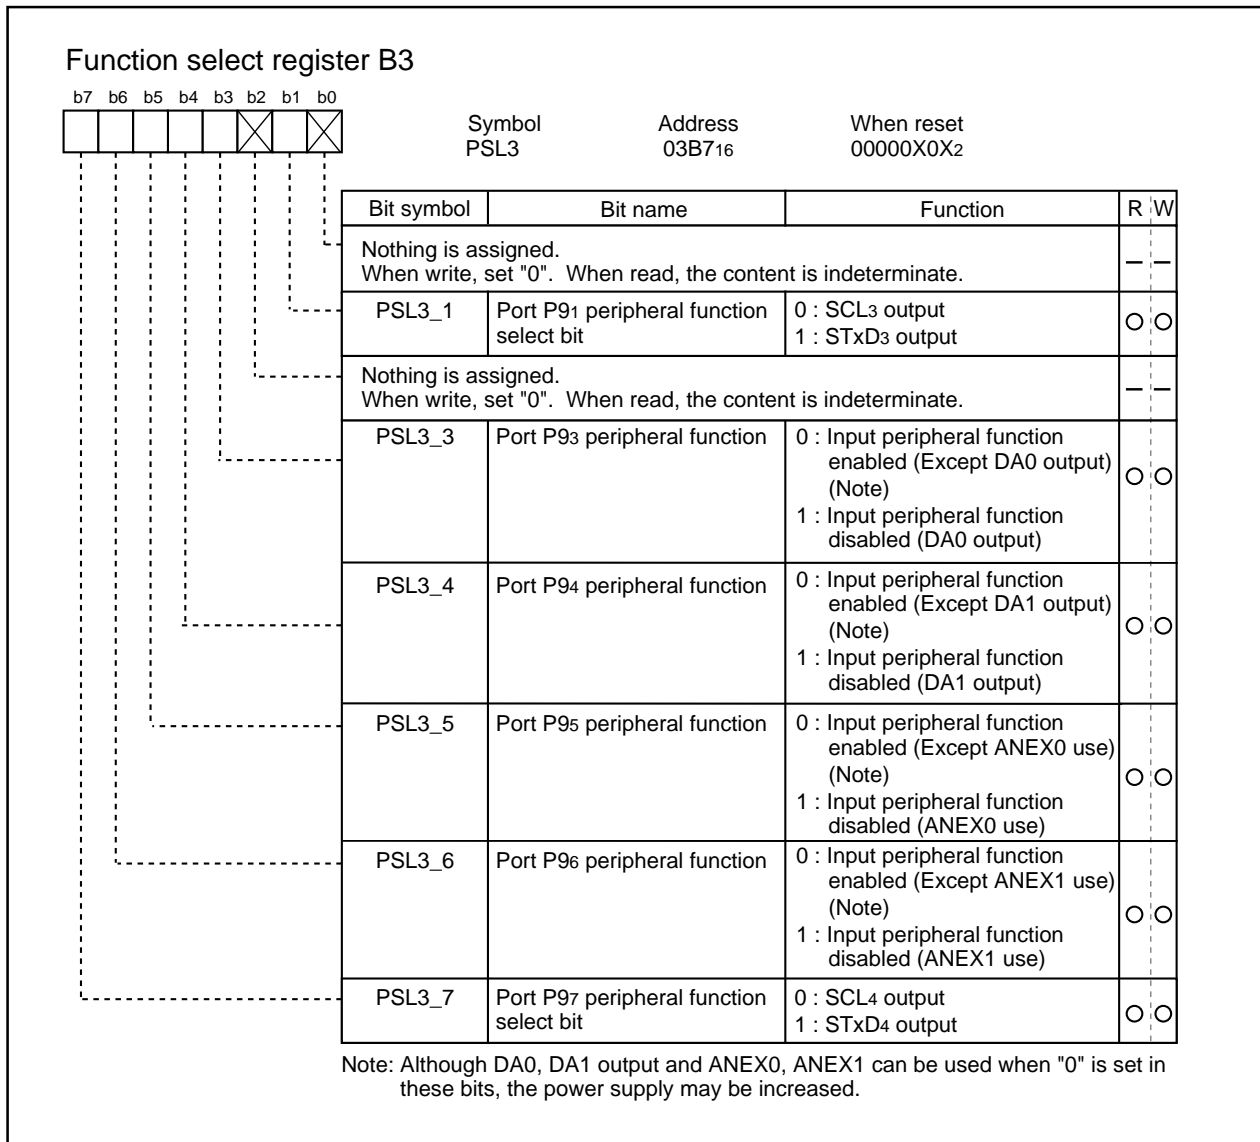 Function select register B3
b7 b6 b5 b4 b3 b2 b1 b0
Symbol Address When reset
PSL3 03B716 00000X0X2
Bit symbol Bit name Function R W
Nothing is assigned.
When write, set "0". When read, the content is indeterminate.
PSL3_1 Port P91 peripheral function 0 : SCL3 output
select bit 1 : STxD3 output
Nothing is assigned.
When write, set "0". When read, the content is indeterminate.
PSL3_3 Port P93 peripheral function 0 : Input peripheral function
enabled (Except DA0 output)
(Note)
1 : Input peripheral function
disabled (DA0 output)
PSL3_4 Port P94 peripheral function 0 : Input peripheral function
enabled (Except DA1 output)
(Note)
1 : Input peripheral function
disabled (DA1 output)
PSL3_5 Port P95 peripheral function 0 : Input peripheral function
enabled (Except ANEX0 use)
(Note)
1 : Input peripheral function
disabled (ANEX0 use)
PSL3_6 Port P96 peripheral function 0 : Input peripheral function
enabled (Except ANEX1 use)
(Note)
1 : Input peripheral function
disabled (ANEX1 use)
PSL3_7 Port P97 peripheral function 0 : SCL4 output
select bit 1 : STxD4 output
Note: Although DA0, DA1 output and ANEX0, ANEX1 can be used when "0" is set in
these bits, the power supply may be increased.